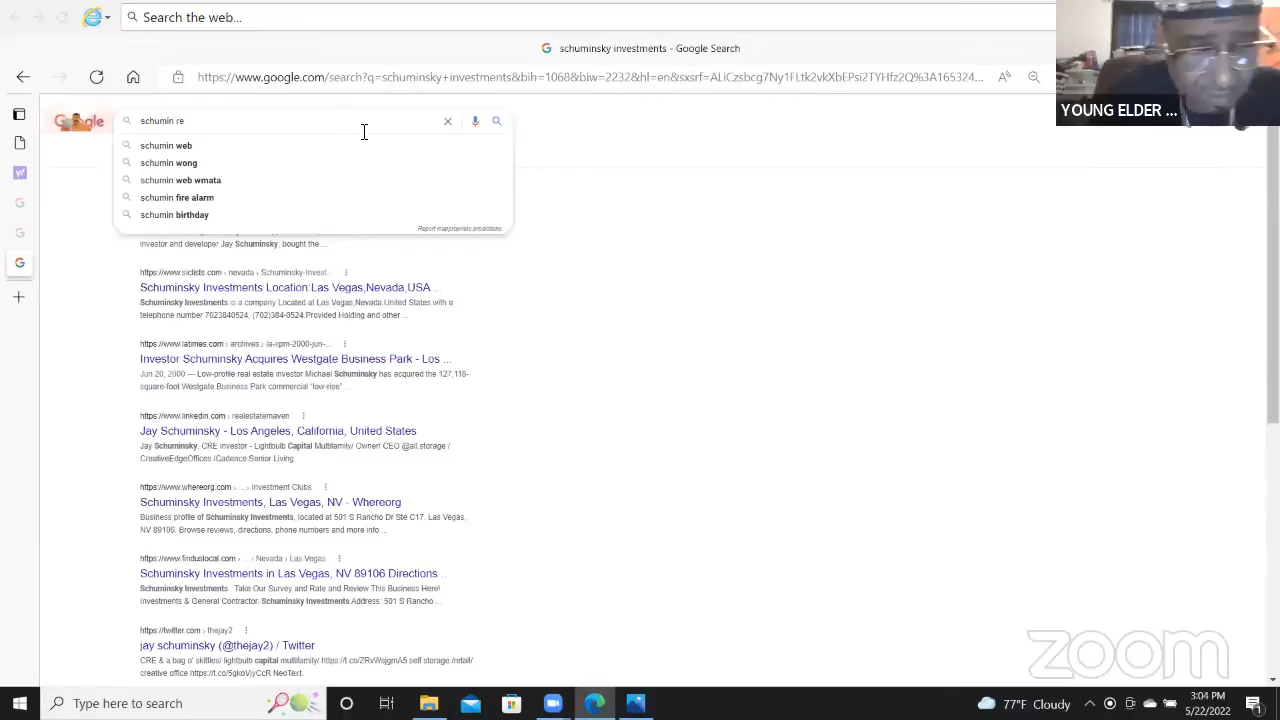 Search the web...
schuminsky investments - Google Search
https://www.google.com/search?q=schuminsky+investments&bih=1068&biw=2232&hl=en&sxsrf=ALiCzsbcg7Ny1FLtk2vkXbEPsi2TYHfz2Q%3A165324...
YOUNG ELDER ...
Google
schumin re
schumin web
schumin wong
schumin web wmata
schumin fire alarm
schumin birthday
Report inappropriate predictions
investor and developer Jay Schuminsky, bought the ...
https://www.siclists.com › nevada › Schuminsky-Invest...
Schuminsky Investments Location:Las Vegas,Nevada,USA ...
Schuminsky Investments is a company Located at Las Vegas,Nevada,United States with a
telephone number 7023840524, (702)384-0524.Provided Holding and other ...
https://www.latimes.com › archives › la-xpm-2000-jun-...
Investor Schuminsky Acquires Westgate Business Park - Los ...
Jun 20, 2000 — Low-profile real estate investor Michael Schuminsky has acquired the 127,118-
square-foot Westgate Business Park commercial "low-rise" ...
https://www.linkedin.com › realestatemaven
Jay Schuminsky - Los Angeles, California, United States
Jay Schuminsky. CRE investor - Lightbulb Capital Multifamily/ Owner/ CEO @all.storage /
CreativeEdgeOffices /Cadence Senior Living.
https://www.whereorg.com › ... › Investment Clubs
Schuminsky Investments, Las Vegas, NV - Whereorg
Business profile of Schuminsky Investments, located at 501 S Rancho Dr Ste C17. Las Vegas,
NV 89106. Browse reviews, directions, phone numbers and more info ...
https://www.finduslocal.com › ... › Nevada › Las Vegas
Schuminsky Investments in Las Vegas, NV 89106 Directions ...
Schuminsky Investments · Take Our Survey and Rate and Review This Business Here!
Investments & General Contractor. Schuminsky Investments Address: 501 S Rancho ...
https://twitter.com › thejay2
jay schuminsky (@thejay2) / Twitter
CRE & a bag o' skittles/ lightbulb capital multifamily/ https://t.co/ZRvWsjgmA5 self storage /retail/
creative office https://t.co/5gkoVjyCcR NeoText.
zoom
Type here to search
77°F Cloudy
3:04 PM
5/22/2022
1